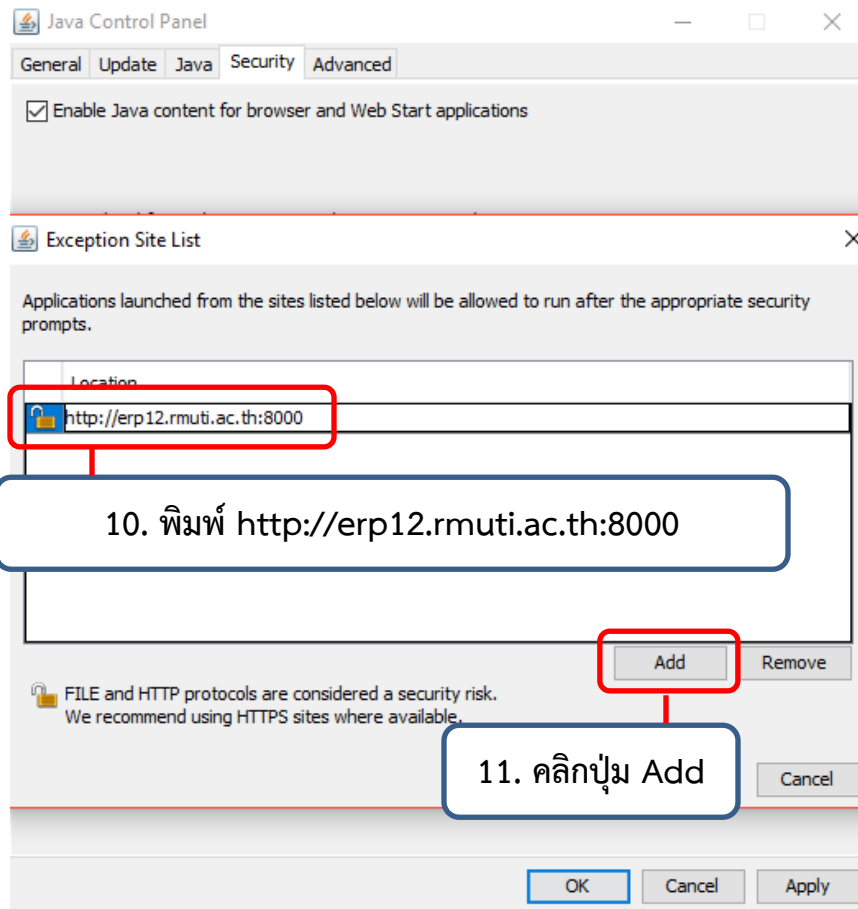 Java Control Panel
General Update Java Security Advanced
Enable Java content for browser and Web Start applications
Exception Site List
Applications launched from the sites listed below will be allowed to run after the appropriate security
prompts.
Location
http://erp12.rmuti.ac.th:8000
10. พิมพ์ http://erp12.rmuti.ac.th:8000
Add Remove
FILE and HTTP protocols are considered a security risk.
We recommend using HTTPS sites where available.
11. คลิกปุ่ม Add
Cancel
OK Cancel Apply